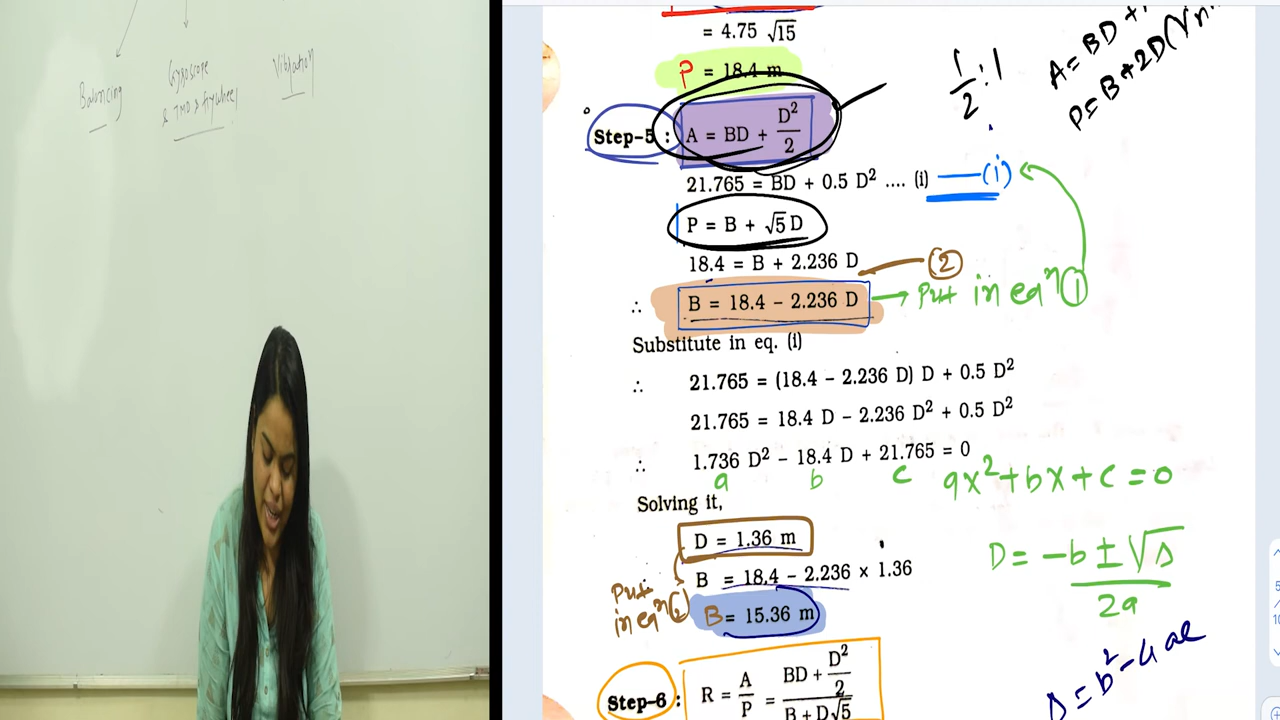 Balancing
Gyroscope
& TMD & flywheel
Vibration
= 4.75 √15
P = 18.4 m
1/2 : 1
A = BD +
P = B + 2D(√n
Step-5 : A = BD + D²/2
21.765 = BD + 0.5 D² .... (i) — (i)
P = B + √5 D
18.4 = B + 2.236 D ②
∴ B = 18.4 − 2.236 D → Put in eqⁿ ①
Substitute in eq. (i)
∴ 21.765 = (18.4 − 2.236 D) D + 0.5 D²
21.765 = 18.4 D − 2.236 D² + 0.5 D²
∴ 1.736 D² − 18.4 D + 21.765 = 0
a b c ax² + bx + c = 0
Solving it,
D = 1.36 m
D = −b ± √Δ / 2a
B = 18.4 − 2.236 × 1.36
Put
in eqⁿ ②
B = 15.36 m
Δ = b² − 4ac
Step-6 : R = A/P = (BD + D²/2)/(B + D√5)